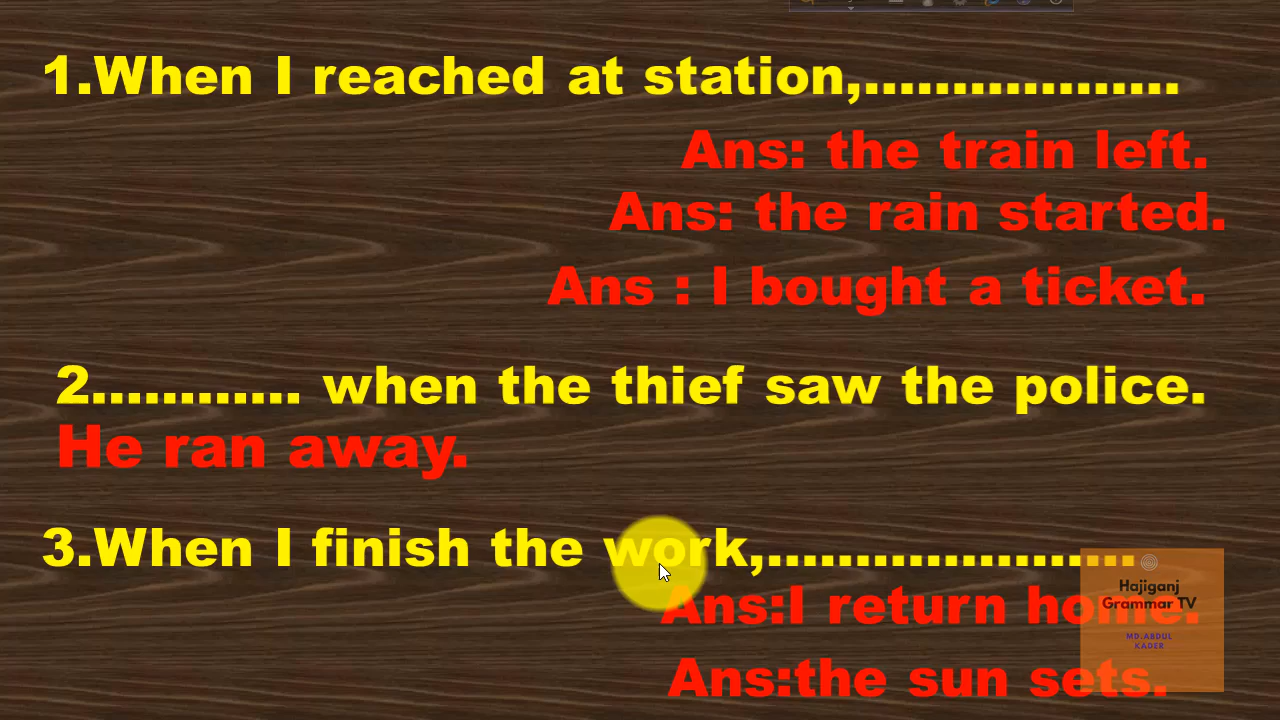 1.When I reached at station,..................
Ans: the train left.
Ans: the rain started.
Ans : I bought a ticket.
2............ when the thief saw the police.
He ran away.
3.When I finish the work,.....................
Ans:I return home.
Ans:the sun sets.
Hajiganj
Grammar TV
MD.ABDUL
KADER